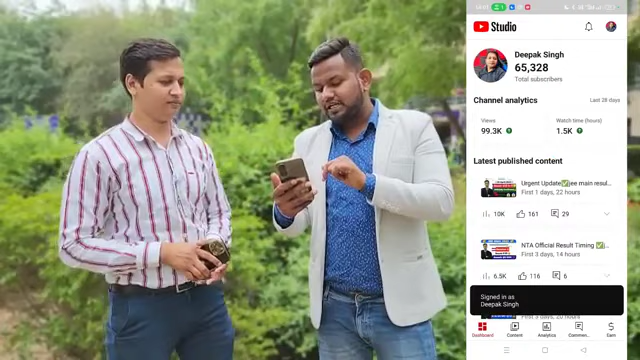 Studio
Deepak Singh
65,328
Total subscribers
Channel analytics
Last 28 days
Views
99.3K
Watch time (hours)
1.5K
Latest published content
Urgent Update✅jee main resul...
First 1 days, 22 hours
10K
161
29
NTA Official Result Timing ✅j...
First 3 days, 14 hours
6.5K
116
6
Signed in as
Deepak Singh
Dashboard
Content
Analytics
Commen...
Earn